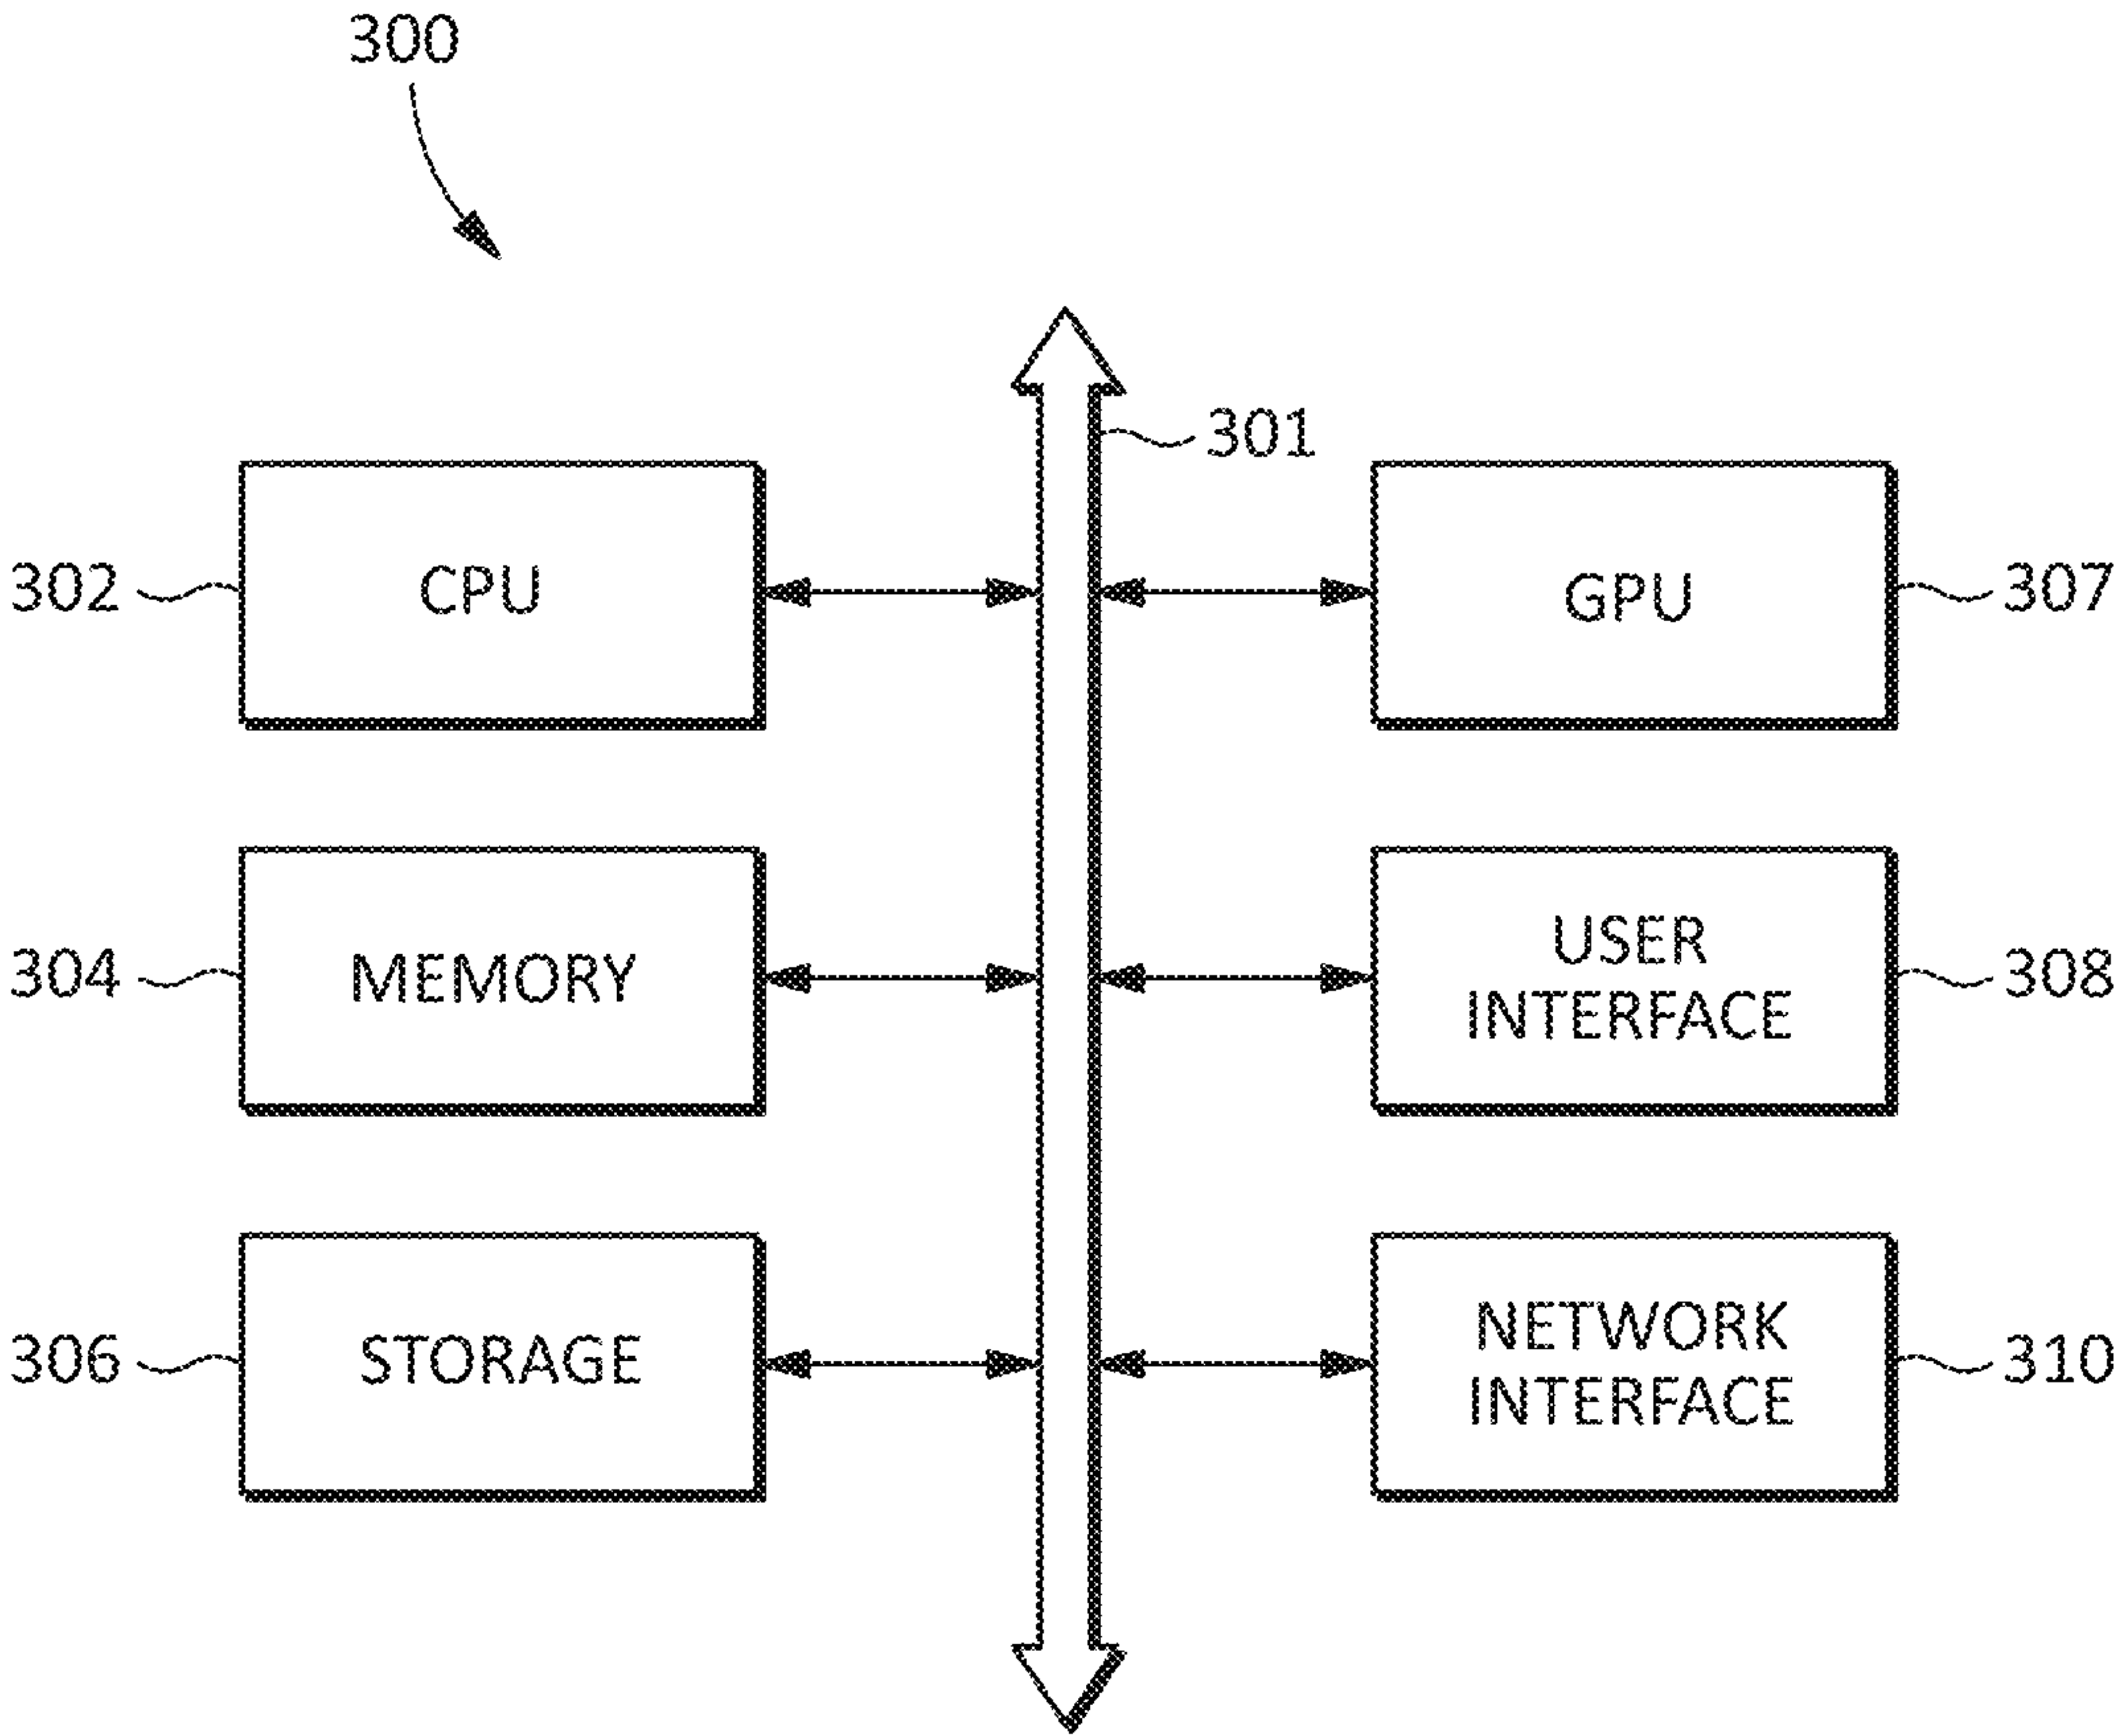 300
301
302
CPU
GPU
307
304
MEMORY
USER
INTERFACE
308
306
STORAGE
NETWORK
INTERFACE
310